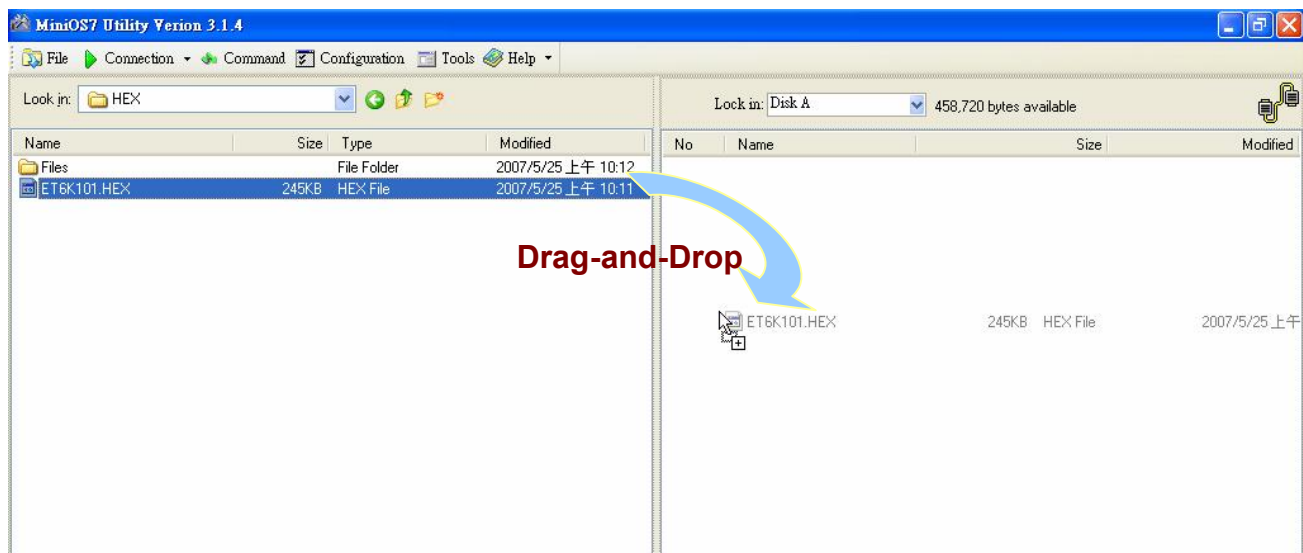 MiniOS7 Utility Verion 3.1.4
File Connection Command Configuration Tools Help
Look in: HEX
Lock in: Disk A 458,720 bytes available
Name Size Type Modified
No Name Size Modified
Files File Folder 2007/5/25 上午 10:12
ET6K101.HEX 245KB HEX File 2007/5/25 上午 10:11
Drag-and-Drop
ET6K101.HEX 245KB HEX File 2007/5/25 上午